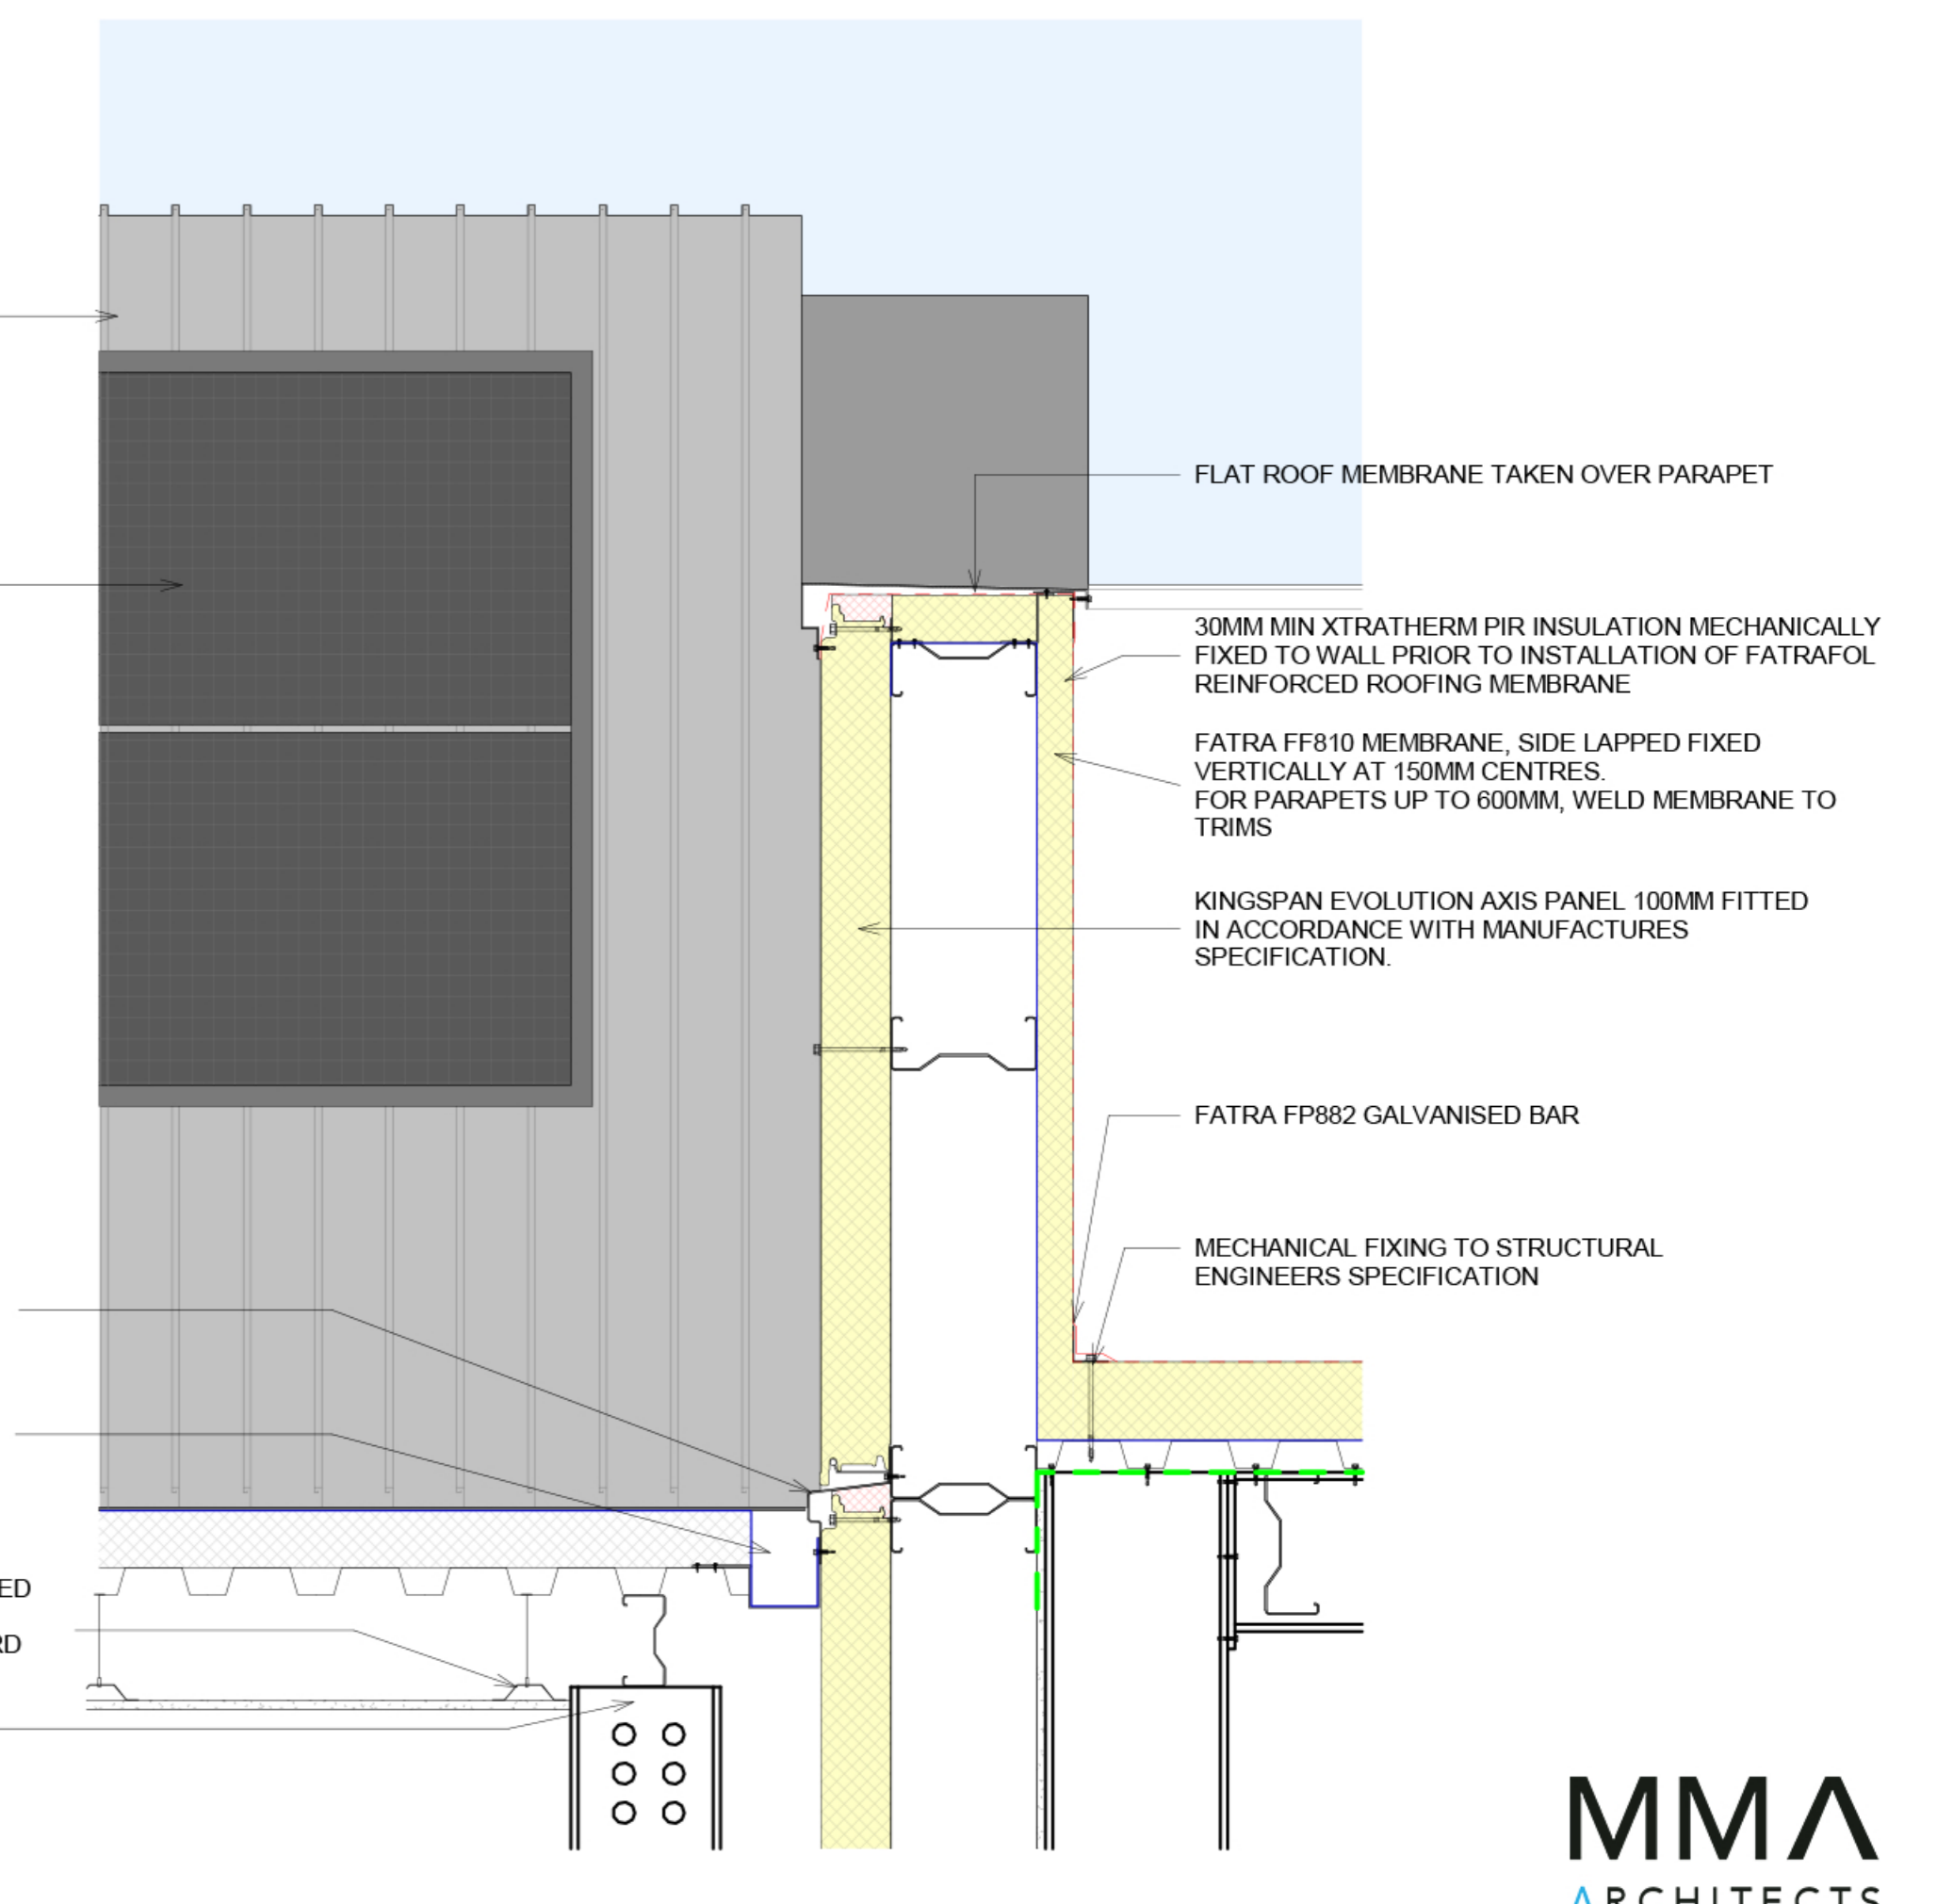 FLAT ROOF MEMBRANE TAKEN OVER PARAPET
30MM MIN XTRATHERM PIR INSULATION MECHANICALLY
FIXED TO WALL PRIOR TO INSTALLATION OF FATRAFOL
REINFORCED ROOFING MEMBRANE
FATRA FF810 MEMBRANE, SIDE LAPPED FIXED
VERTICALLY AT 150MM CENTRES.
FOR PARAPETS UP TO 600MM, WELD MEMBRANE TO
TRIMS
KINGSPAN EVOLUTION AXIS PANEL 100MM FITTED
IN ACCORDANCE WITH MANUFACTURES
SPECIFICATION.
FATRA FP882 GALVANISED BAR
MECHANICAL FIXING TO STRUCTURAL
ENGINEERS SPECIFICATION
ED
RD
MMA
ARCHITECTS